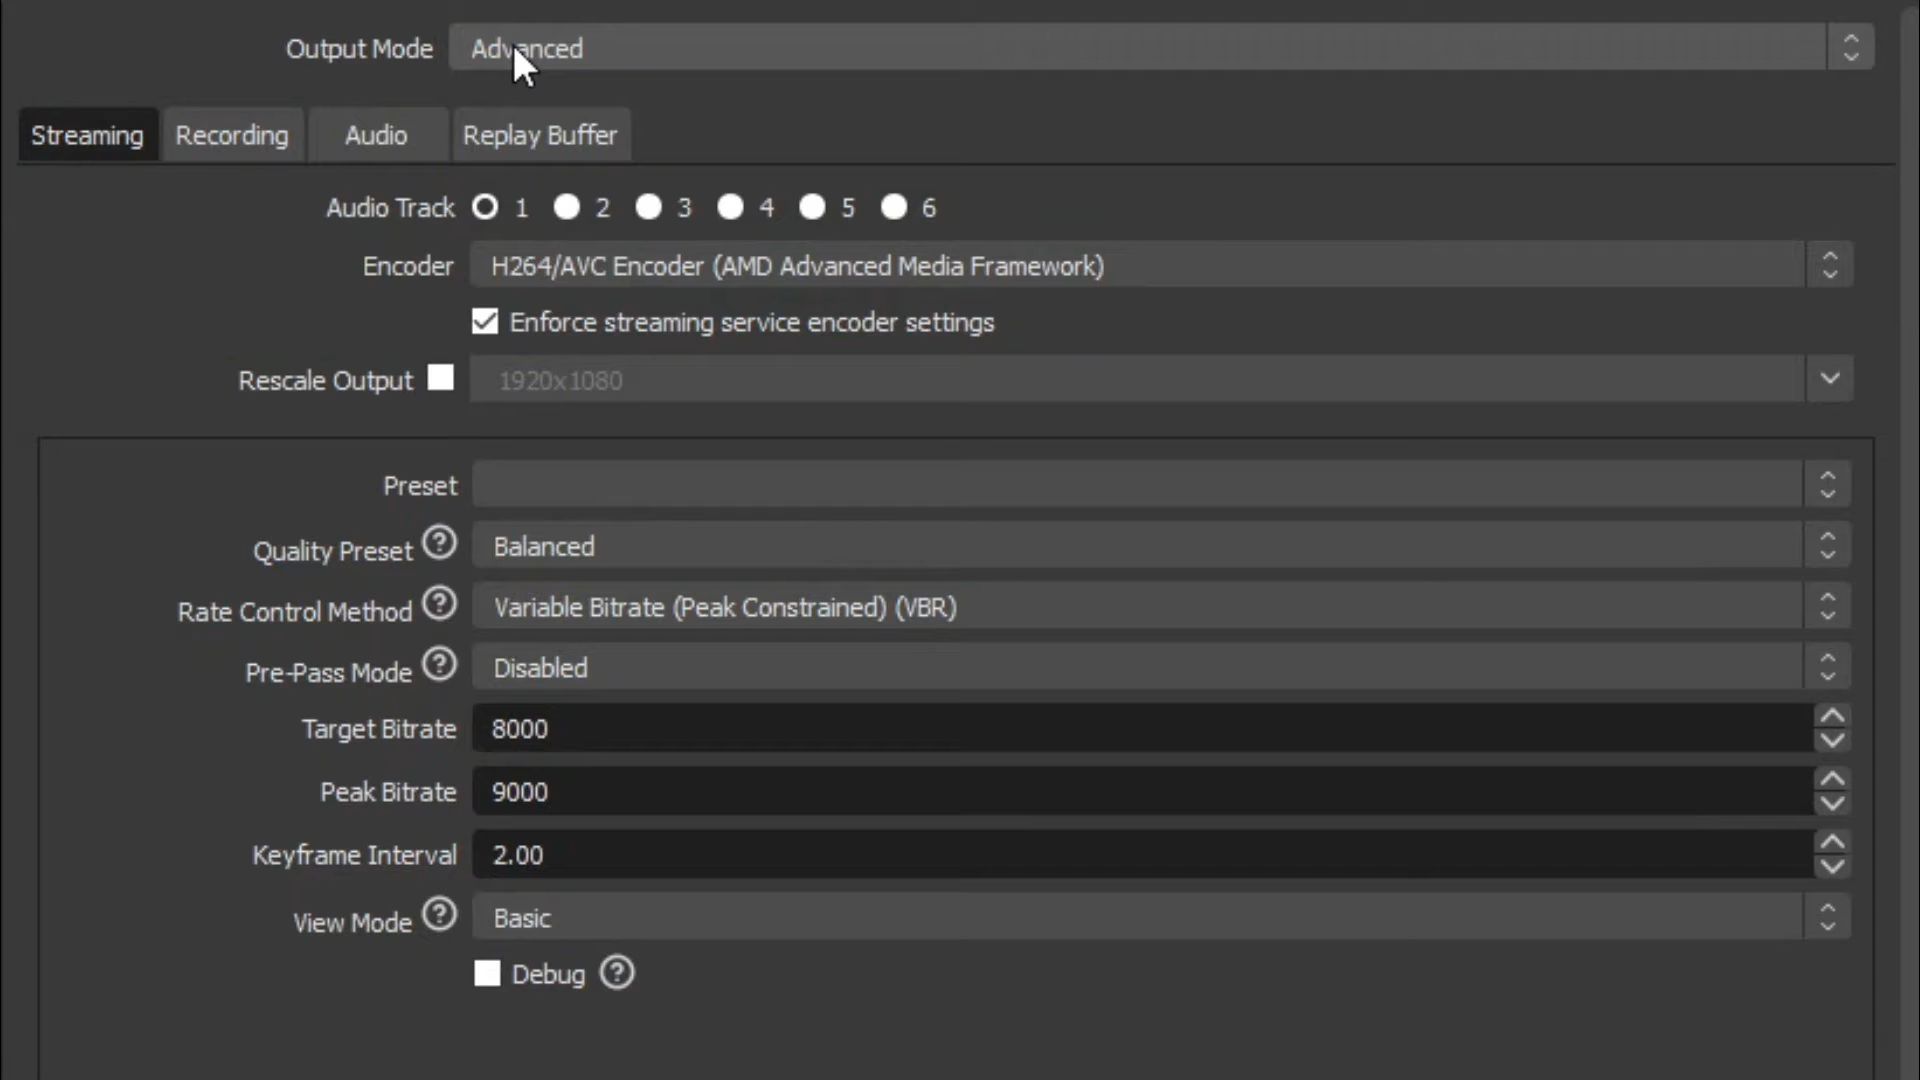 Output Mode Advanced
Streaming Recording Audio Replay Buffer
Audio Track 1 2 3 4 5 6
Encoder H264/AVC Encoder (AMD Advanced Media Framework)
Enforce streaming service encoder settings
Rescale Output 1920x1080
Preset
Quality Preset ? Balanced
Rate Control Method ? Variable Bitrate (Peak Constrained) (VBR)
Pre-Pass Mode ? Disabled
Target Bitrate 8000
Peak Bitrate 9000
Keyframe Interval 2.00
View Mode ? Basic
Debug ?